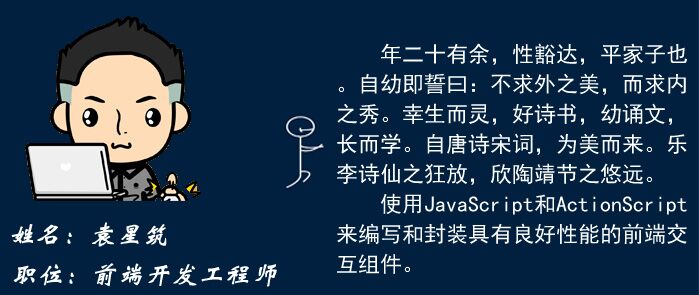 年二十有余，性豁达，平家子也
。自幼即誓曰：不求外之美，而求内
之秀。幸生而灵，好诗书，幼诵文，
长而学。自唐诗宋词，为美而来。乐
李诗仙之狂放，欣陶靖节之悠远。
使用JavaScript和ActionScript
来编写和封装具有良好性能的前端交
互组件。
姓名：袁星筑
职位：前端开发工程师